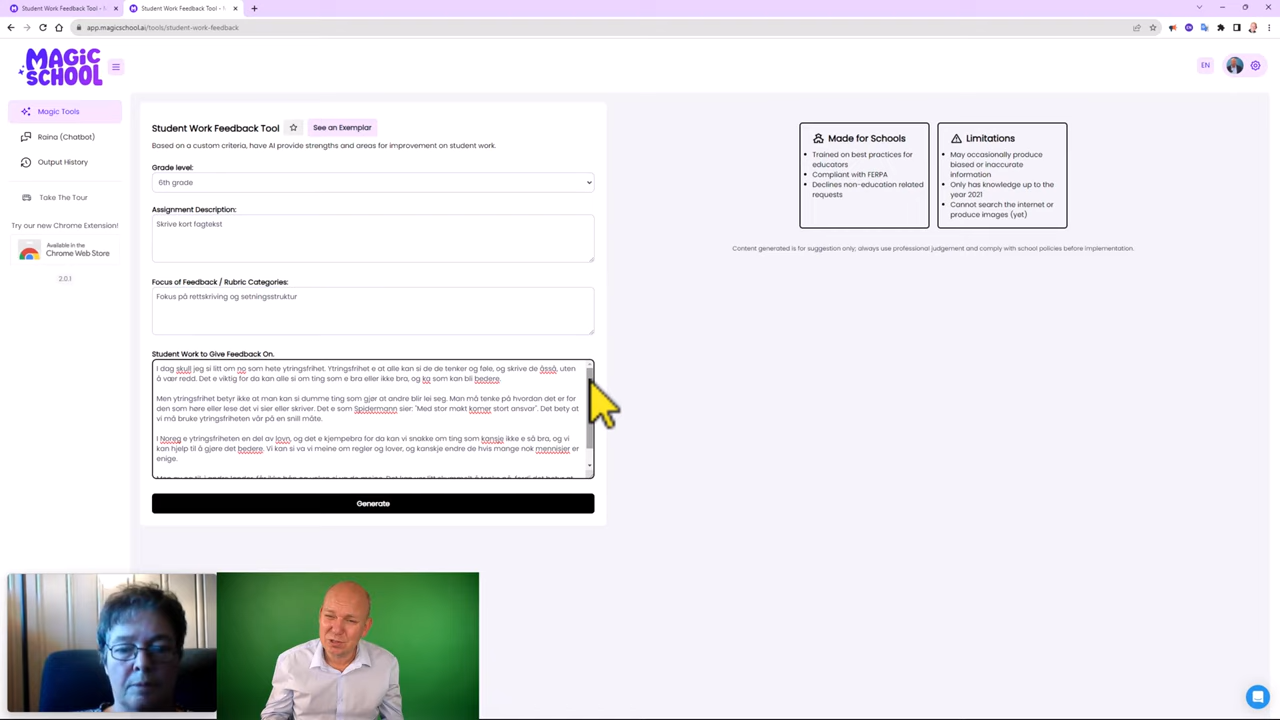 Student Work Feedback Tool -
Student Work Feedback Tool -
app.magicschool.ai/tools/student-work-feedback
MAGIC
SCHOOL
EN
Magic Tools
Raina (Chatbot)
Output History
Take The Tour
Try our new Chrome Extension!
Available in the
Chrome Web Store
2.0.1
Student Work Feedback Tool
See an Exemplar
Based on a custom criteria, have AI provide strengths and areas for improvement on student work.
Grade level:
6th grade
Assignment Description:
Skrive kort fagtekst
Focus of Feedback / Rubric Categories:
Fokus på rettskriving og setningsstruktur
Student Work to Give Feedback On.
I dag skull jeg si litt om no som hete ytringsfrihet. Ytringsfrihet e at alle kan si de de tenker og føle, og skrive de åsså, uten
å vær redd. Det e viktig for da kan alle si om ting som e bra eller ikke bra, og ka som kan bli bedere.
Men ytringsfrihet betyr ikke at man kan si dumme ting som gjør at andre blir lei seg. Man må tenke på hvordan det er for
den som høre eller lese det vi sier eller skriver. Det e som Spidermann sier: "Med stor makt komer stort ansvar". Det bety at
vi må bruke ytringsfriheten vår på en snill måte.
I Noreg e ytringsfriheten en del av lovn, og det e kjempebra for da kan vi snakke om ting som kansje ikke e så bra, og vi
kan hjelp til å gjøre det bedere. Vi kan si va vi meine om regler og lover, og kanskje endre de hvis mange nok mennisjer er
enige.
Generate
Made for Schools
Trained on best practices for
educators
Compliant with FERPA
Declines non-education related
requests
Limitations
May occasionally produce
biased or inaccurate
information
Only has knowledge up to the
year 2021
Cannot search the internet or
produce images (yet)
Content generated is for suggestion only; always use professional judgement and comply with school policies before implementation.